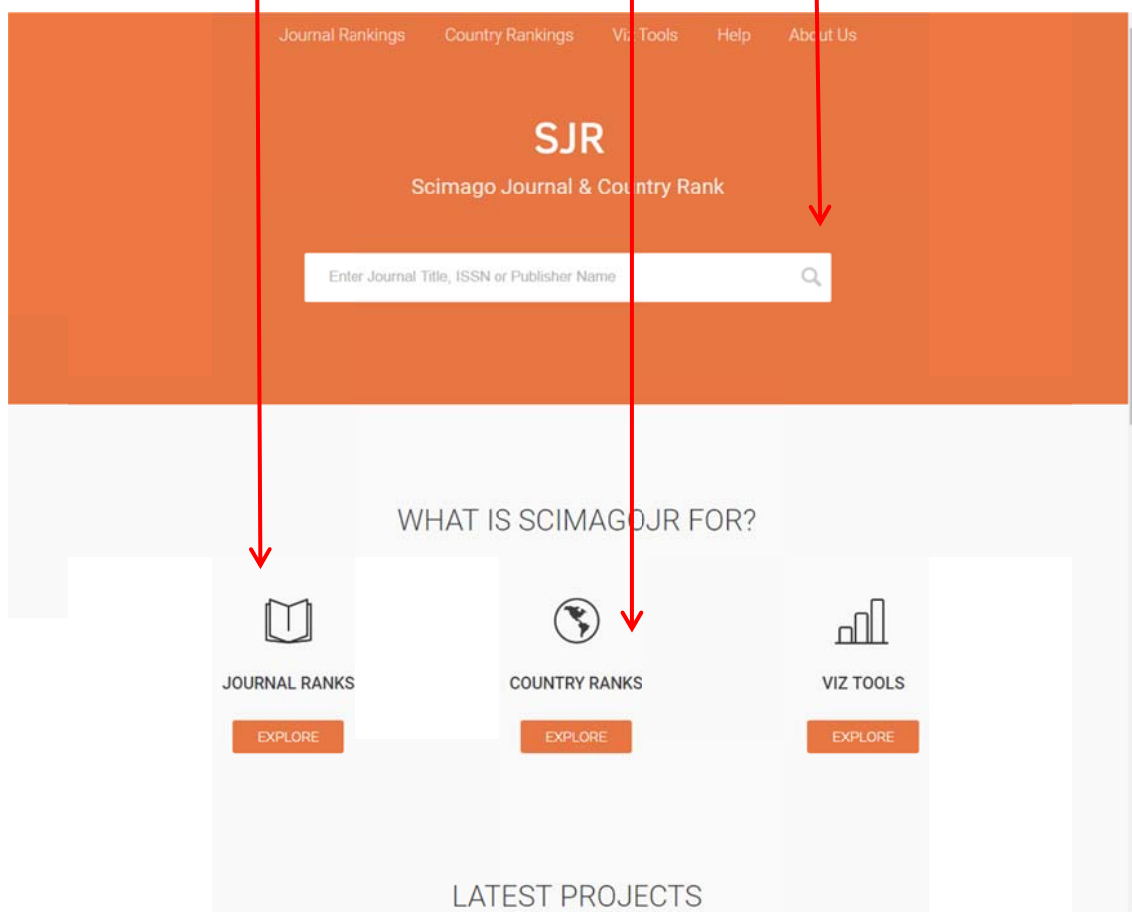 Journal Rankings Country Rankings Viz Tools Help About Us
SJR
Scimago Journal & Country Rank
Enter Journal Title, ISSN or Publisher Name
WHAT IS SCIMAGOJR FOR?
JOURNAL RANKS COUNTRY RANKS VIZ TOOLS
EXPLORE EXPLORE EXPLORE
LATEST PROJECTS